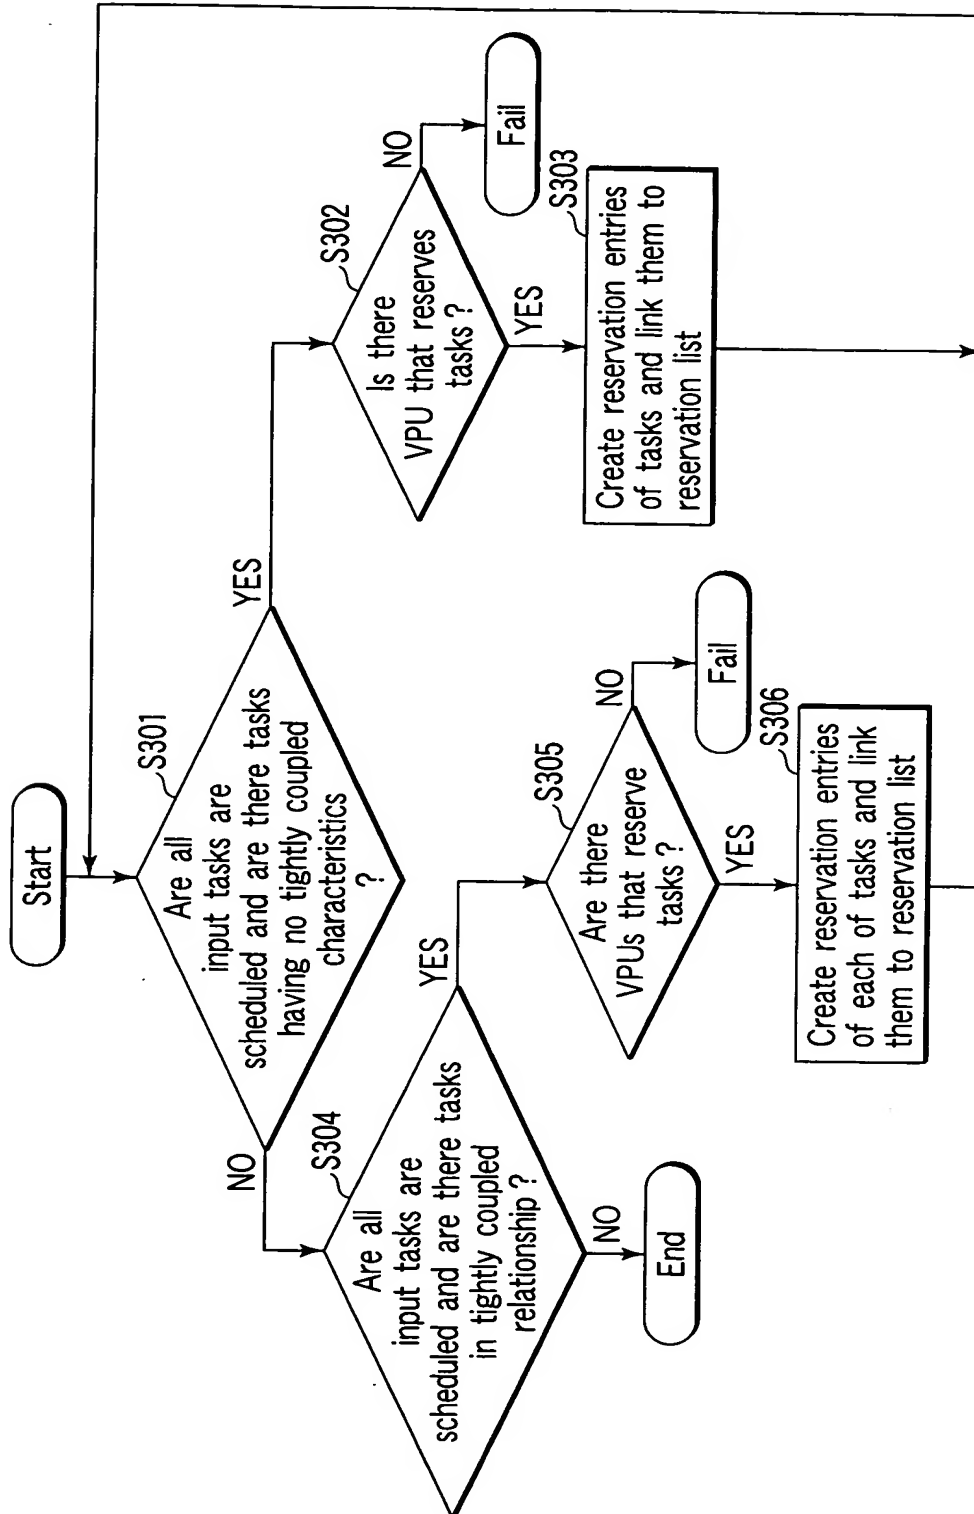 Start
S301
Are all
input tasks are
scheduled and are there tasks
having no tightly coupled
characteristics
?
YES
NO
S302
Is there
VPU that reserves
tasks ?
NO
Fail
YES
S303
Create reservation entries
of tasks and link them to
reservation list
S304
Are all
input tasks are
scheduled and are there tasks
in tightly coupled
relationship ?
YES
NO
End
S305
Are there
VPUs that reserve
tasks ?
NO
Fail
YES
S306
Create reservation entries
of each of tasks and link
them to reservation list